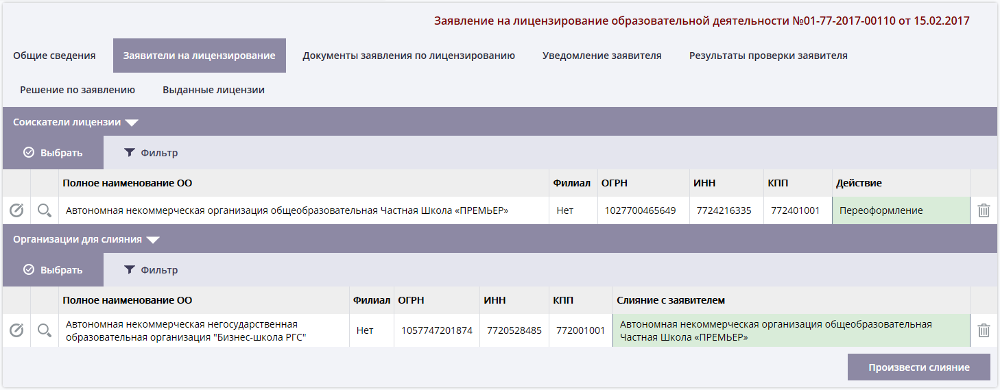 Заявление на лицензирование образовательной деятельности №01-77-2017-00110 от 15.02.2017
Общие сведения Заявители на лицензирование Документы заявления по лицензированию Уведомление заявителя Результаты проверки заявителя
Решение по заявлению Выданные лицензии
Соискатели лицензии
Выбрать Фильтр
Полное наименование ОО Филиал ОГРН ИНН КПП Действие
Автономная некоммерческая организация общеобразовательная Частная Школа «ПРЕМЬЕР» Нет 1027700465649 7724216335 772401001 Переоформление
Организации для слияния
Выбрать Фильтр
Полное наименование ОО Филиал ОГРН ИНН КПП Слияние с заявителем
Автономная некоммерческая негосударственная
образовательная организация "Бизнес-школа РГС" Нет 1057747201874 7720528485 772001001 Автономная некоммерческая организация общеобразовательная
Частная Школа «ПРЕМЬЕР»
Произвести слияние